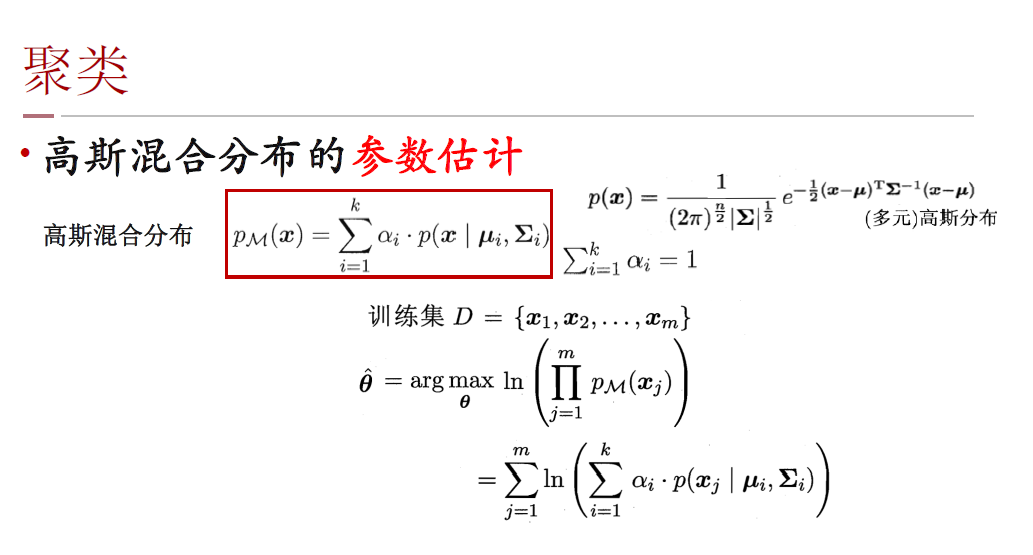 聚类
• 高斯混合分布的参数估计
高斯混合分布 $p_{\mathcal{M}}(\boldsymbol{x}) = \sum_{i=1}^{k} \alpha_i \cdot p(\boldsymbol{x} \mid \boldsymbol{\mu}_i, \boldsymbol{\Sigma}_i)$
$p(\boldsymbol{x}) = \frac{1}{(2\pi)^{\frac{n}{2}} |\boldsymbol{\Sigma}|^{\frac{1}{2}}} e^{-\frac{1}{2}(\boldsymbol{x}-\boldsymbol{\mu})^{\mathrm{T}} \boldsymbol{\Sigma}^{-1} (\boldsymbol{x}-\boldsymbol{\mu})}$
(多元)高斯分布
$\sum_{i=1}^{k} \alpha_i = 1$
训练集 $D = \{\boldsymbol{x}_1, \boldsymbol{x}_2, \ldots, \boldsymbol{x}_m\}$
$\hat{\boldsymbol{\theta}} = \underset{\boldsymbol{\theta}}{\arg\max} \ln \left( \prod_{j=1}^{m} p_{\mathcal{M}}(\boldsymbol{x}_j) \right)$
$= \sum_{j=1}^{m} \ln \left( \sum_{i=1}^{k} \alpha_i \cdot p(\boldsymbol{x}_j \mid \boldsymbol{\mu}_i, \boldsymbol{\Sigma}_i) \right)$